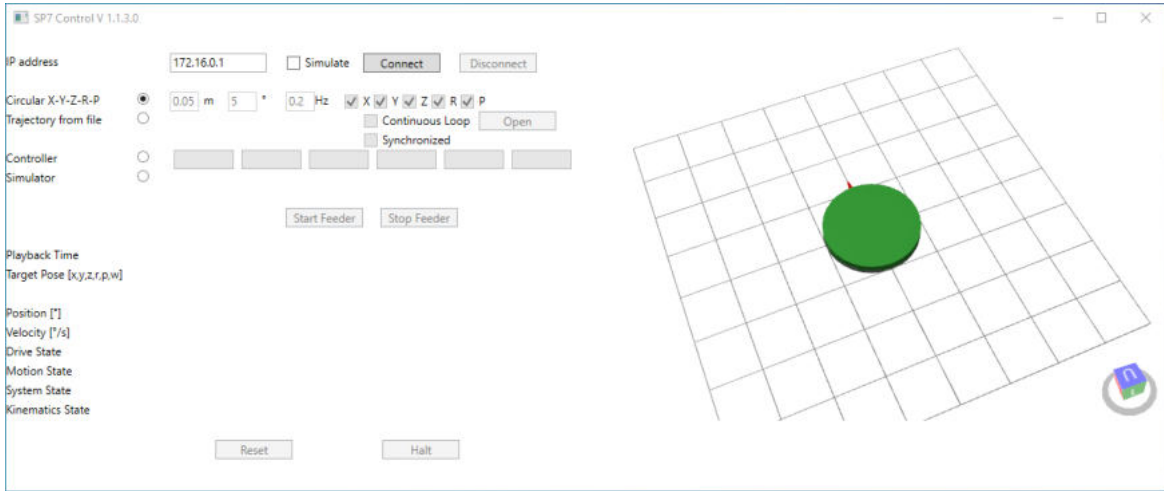 SP7 Control V 1.1.3.0
IP address 172.16.0.1 Simulate Connect Disconnect
Circular X-Y-Z-R-P 0.05 m 5 ° 0.2 Hz X Y Z R P
Trajectory from file Continuous Loop Open
Synchronized
Controller
Simulator
Start Feeder Stop Feeder
Playback Time
Target Pose [x,y,z,r,p,w]
Position [°]
Velocity [°/s]
Drive State
Motion State
System State
Kinematics State
Reset Halt
U